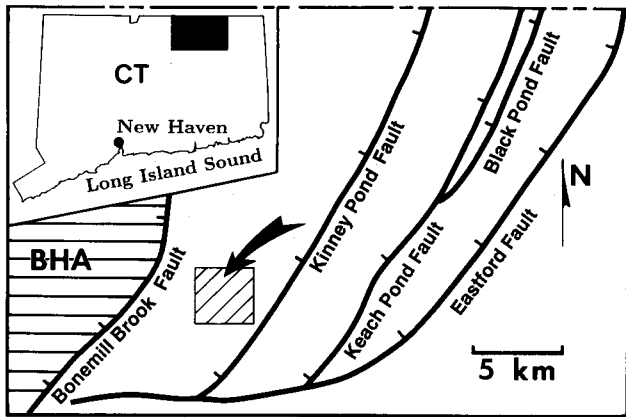 CT
New Haven
Long Island Sound
BHA
Bonemill Brook Fault
Kinney Pond Fault
Keach Pond Fault
Black Pond Fault
Eastford Fault
N
5 km